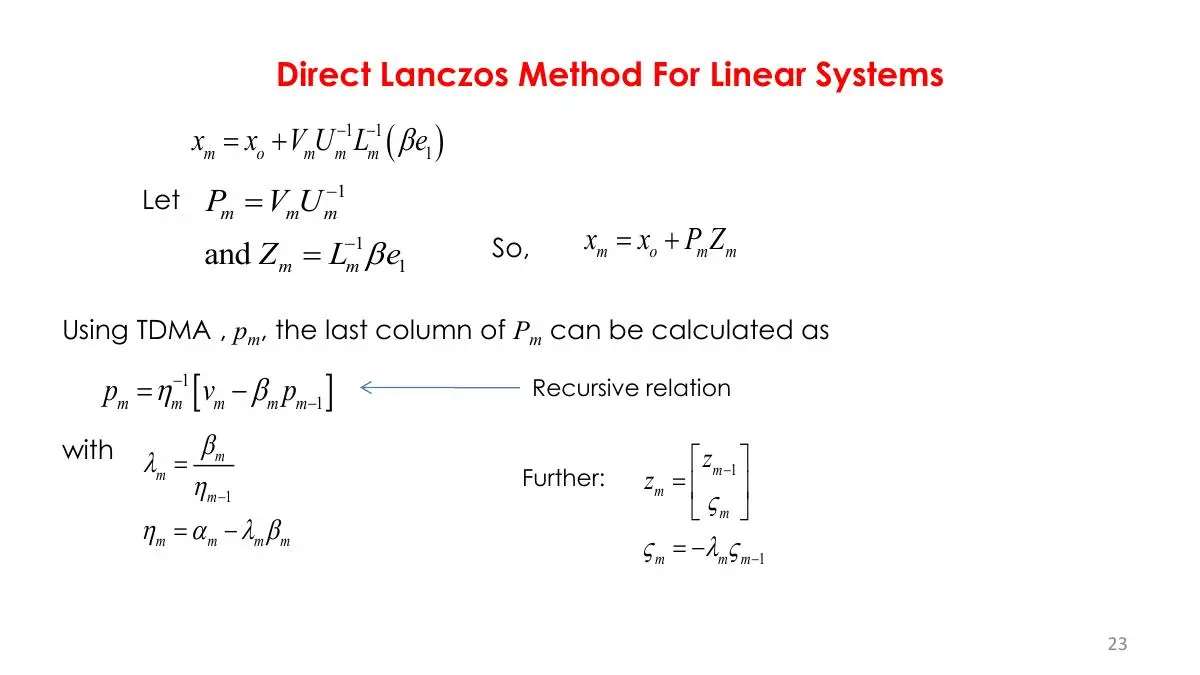 Direct Lanczos Method For Linear Systems
x_m = x_o + V_m U_m^{-1} L_m^{-1} (βe_1)
Let P_m = V_m U_m^{-1}
and Z_m = L_m^{-1} βe_1
So, x_m = x_o + P_m Z_m
Using TDMA , p_m, the last column of P_m can be calculated as
p_m = η_m^{-1} [v_m − β_m p_{m−1}]
Recursive relation
with λ_m = β_m / η_{m−1}
η_m = α_m − λ_m β_m
Further: z_m = [z_{m−1} ; ς_m]
ς_m = −λ_m ς_{m−1}
23